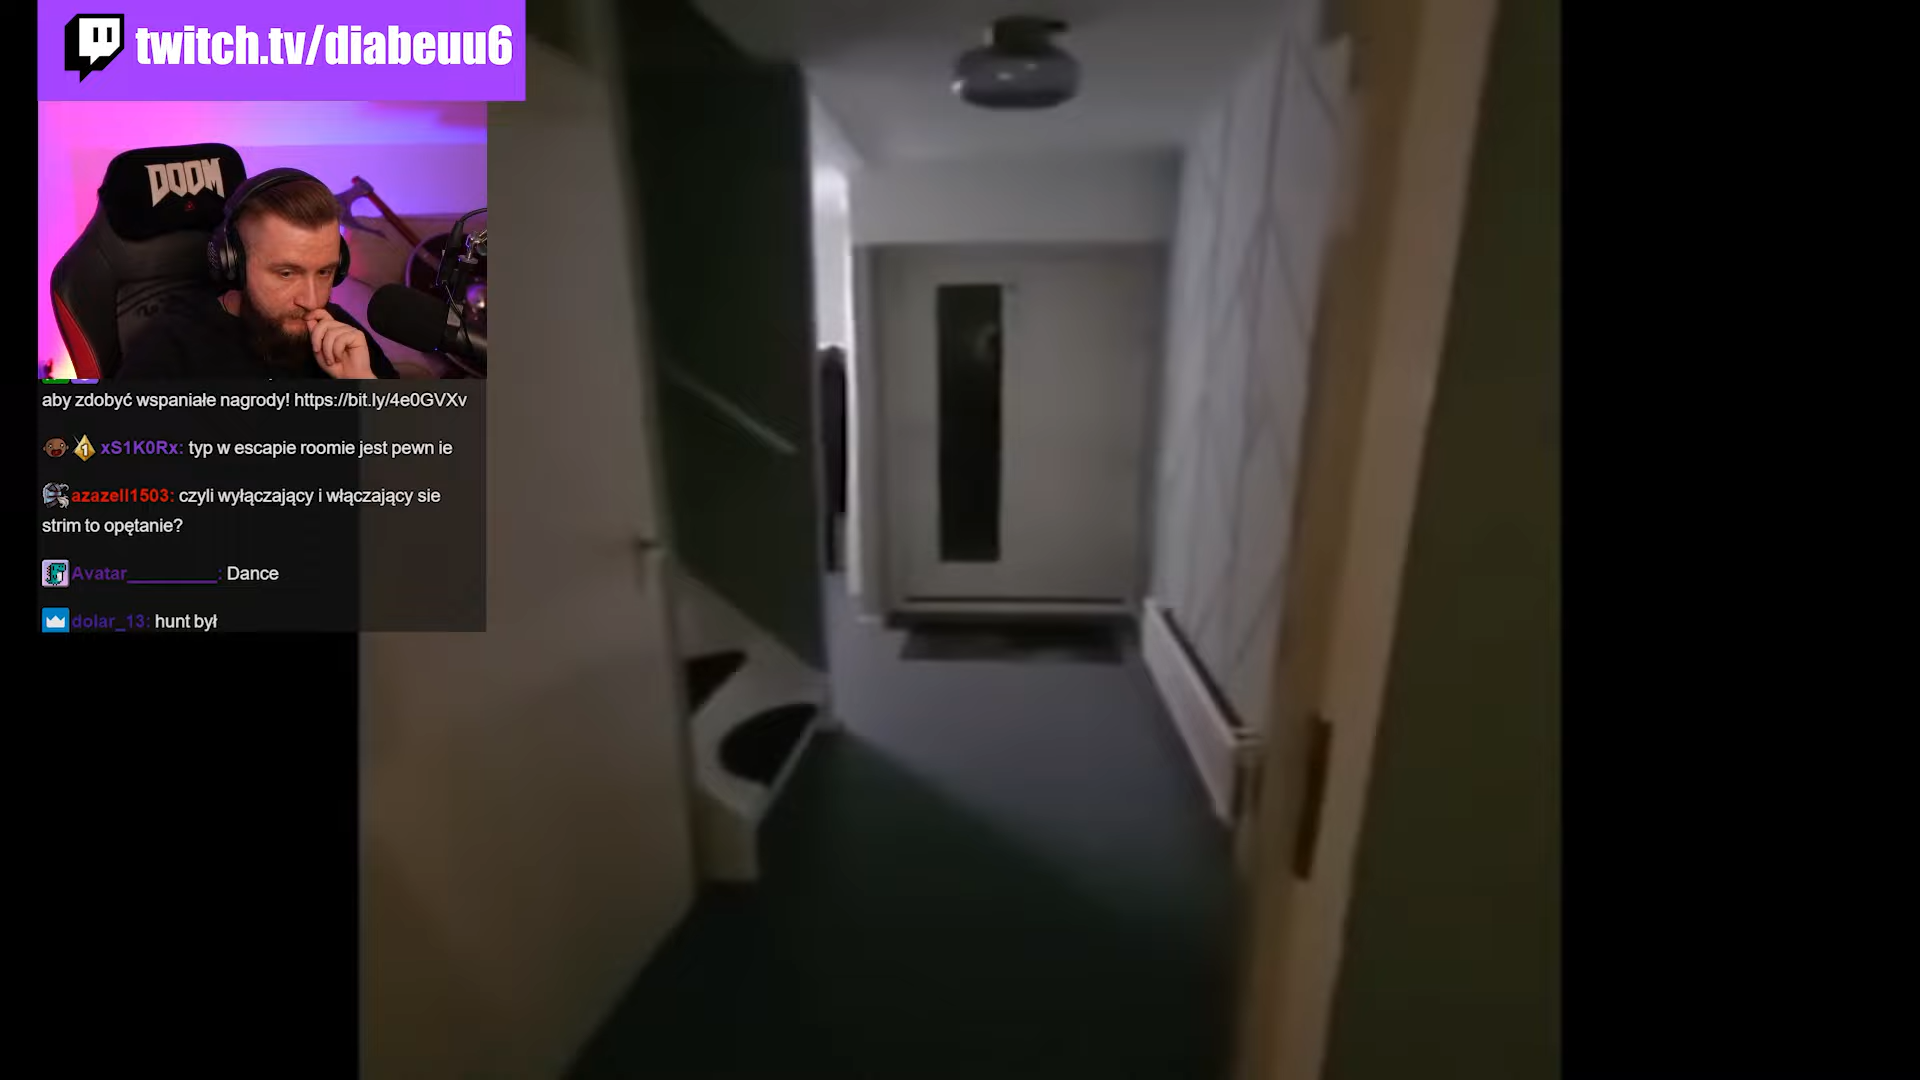 twitch.tv/diabeuu6
DOOM
aby zdobyć wspaniałe nagrody! https://bit.ly/4e0GVXv
xS1K0Rx: typ w escapie roomie jest pewn ie
azazell1503: czyli wyłączający i włączający sie
strim to opętanie?
Avatar_________: Dance
dolar_13: hunt był